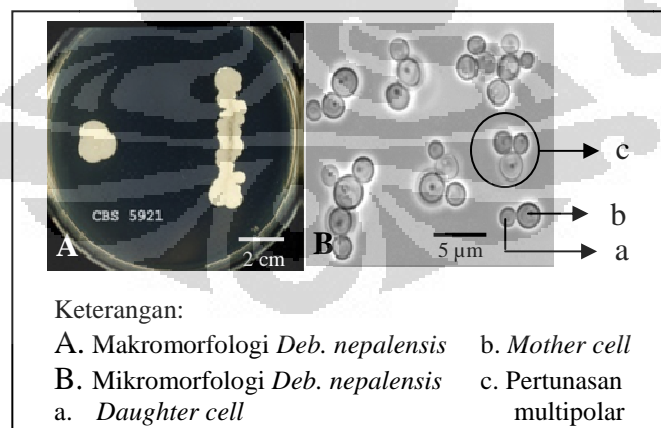 CBS 5921
A
2 cm
B
5 µm
c
b
a
Keterangan:
A. Makromorfologi Deb. nepalensis
B. Mikromorfologi Deb. nepalensis
a. Daughter cell
b. Mother cell
c. Pertunasan
multipolar